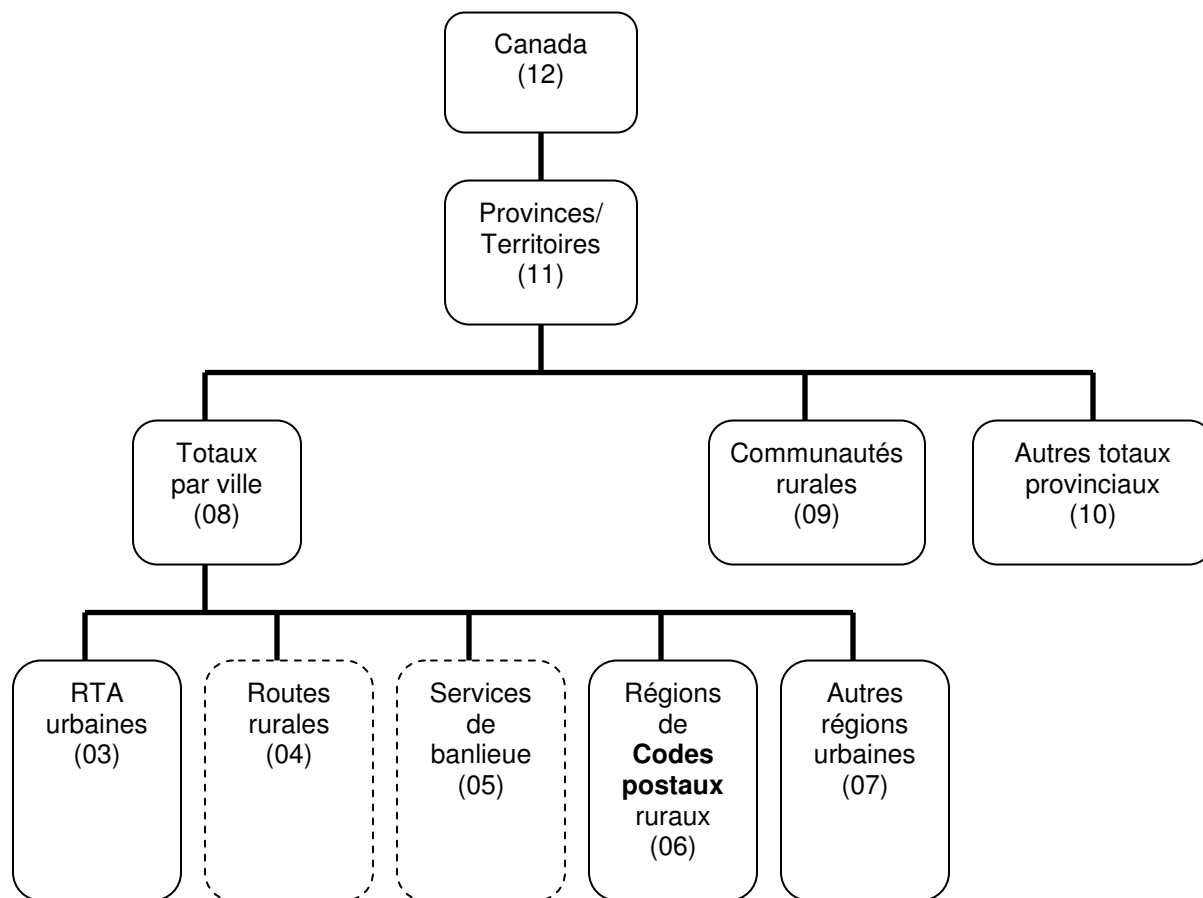 Canada
(12)
Provinces/
Territoires
(11)
Totaux
par ville
(08)
Communautés
rurales
(09)
Autres totaux
provinciaux
(10)
RTA
urbaines
(03)
Routes
rurales
(04)
Services
de
banlieue
(05)
Régions
de
Codes
postaux
ruraux
(06)
Autres
régions
urbaines
(07)